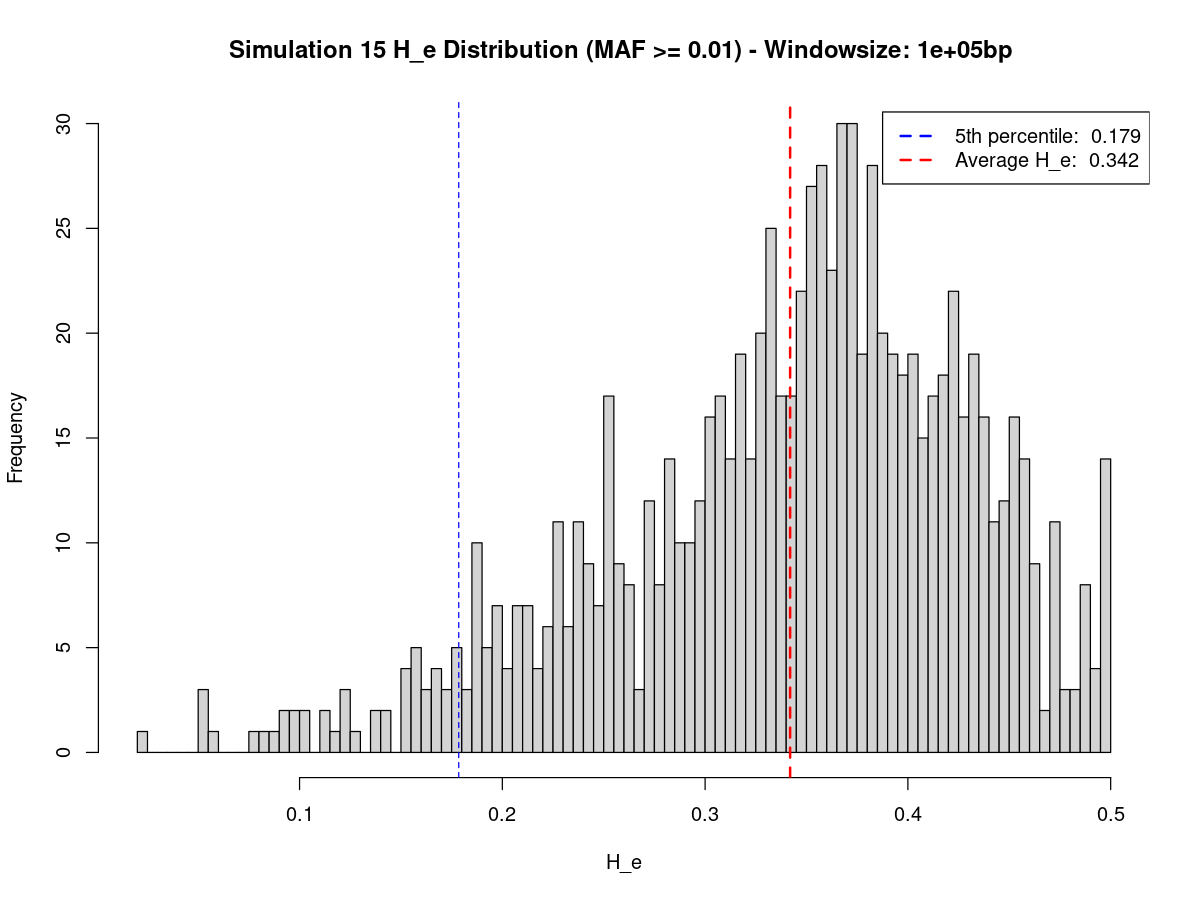 Simulation 15 H_e Distribution (MAF >= 0.01) - Windowsize: 1e+05bp
5th percentile:  0.179
Average H_e:  0.342
Frequency
30
25
20
15
10
5
0
0.1 0.2 0.3 0.4 0.5
H_e